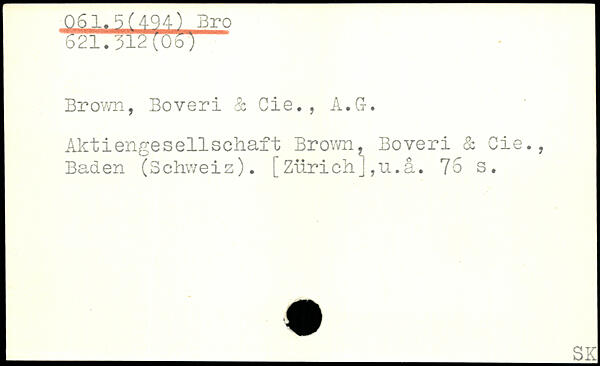 061.5(494) Bro
621.312(06)
Brown, Boveri & Cie., A.G.
Aktiengesellschaft Brown, Boveri & Cie.,
Baden (Schweiz). [Zürich],u.å. 76 s.
SK